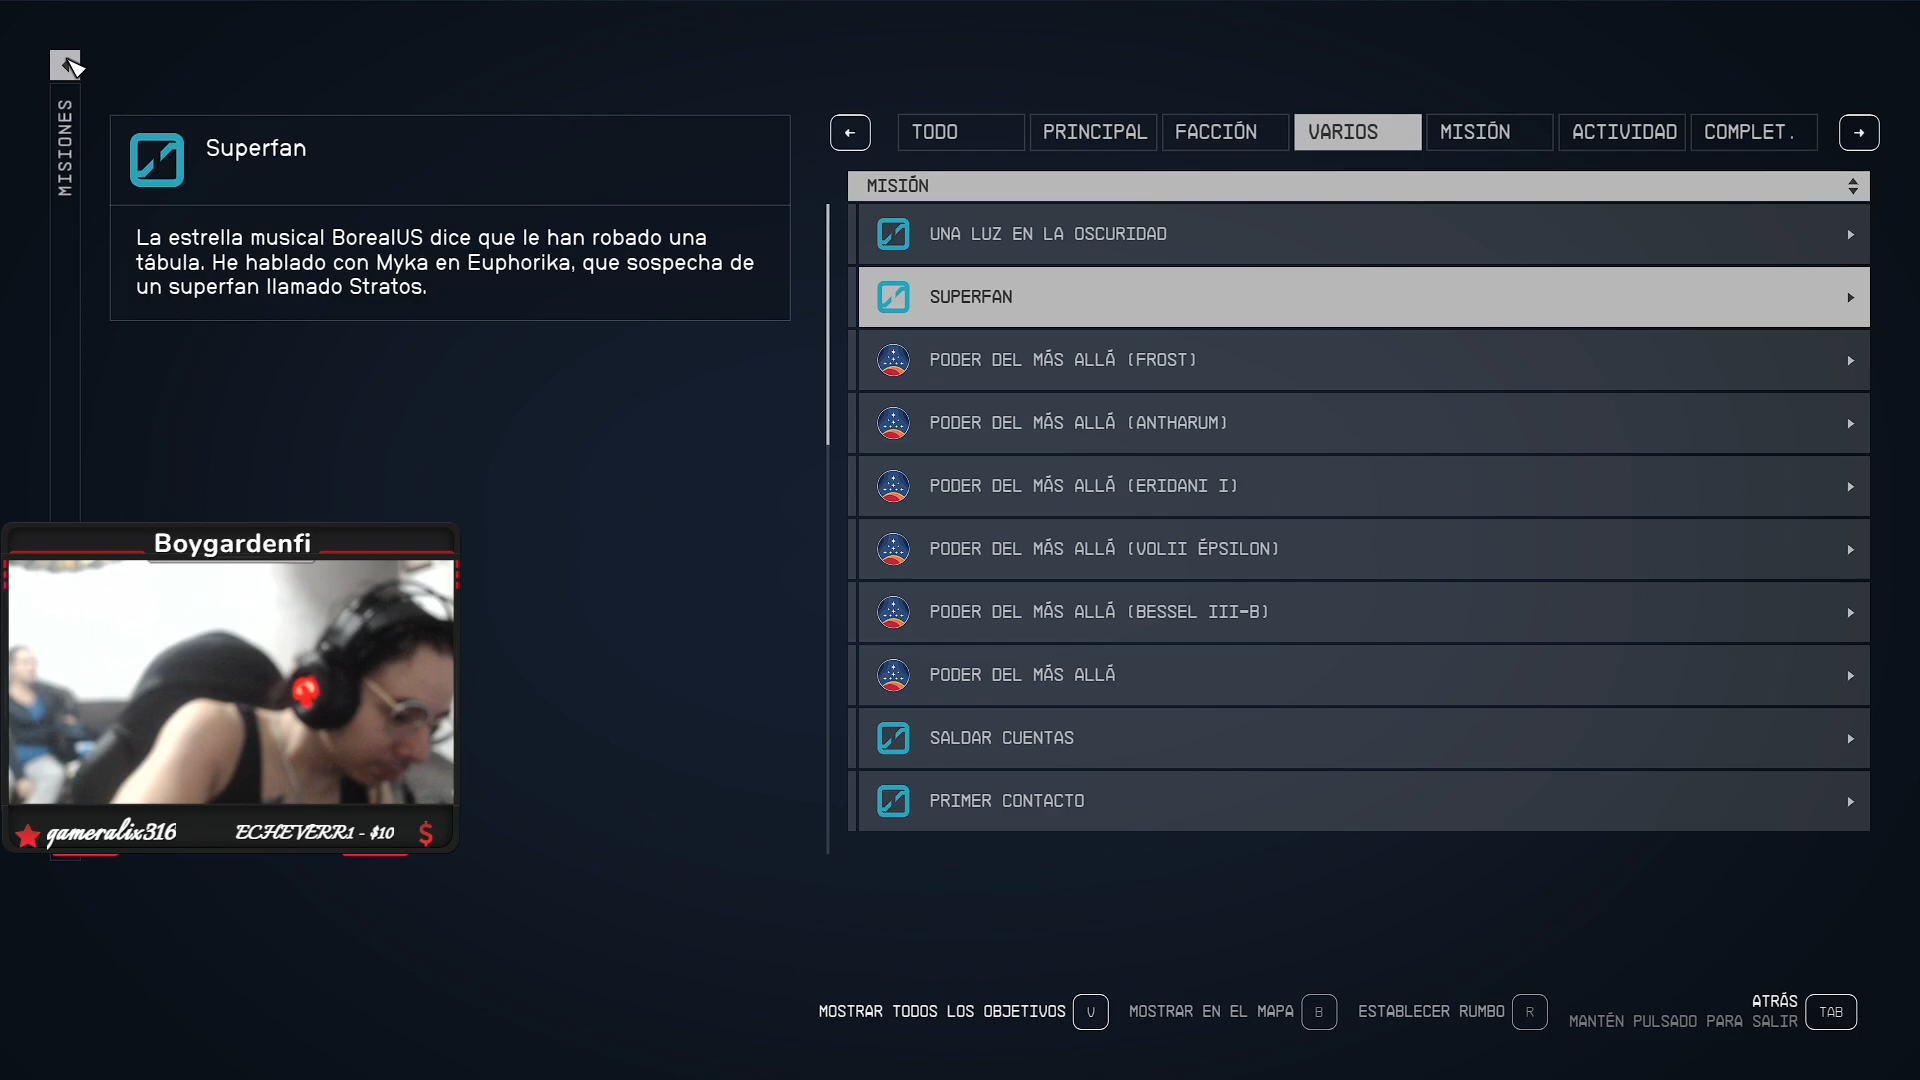 MISIONES
Superfan
La estrella musical BorealUS dice que le han robado una
tábula. He hablado con Myka en Euphorika, que sospecha de
un superfan llamado Stratos.
TODO
PRINCIPAL
FACCIÓN
VARIOS
MISIÓN
ACTIVIDAD
COMPLET.
MISIÓN
UNA LUZ EN LA OSCURIDAD
SUPERFAN
PODER DEL MÁS ALLÁ (FROST)
PODER DEL MÁS ALLÁ (ANTHARUM)
PODER DEL MÁS ALLÁ (ERIDANI I)
PODER DEL MÁS ALLÁ (VOLII ÉPSILON)
PODER DEL MÁS ALLÁ (BESSEL III-B)
PODER DEL MÁS ALLÁ
SALDAR CUENTAS
PRIMER CONTACTO
Boygardenfi
gameralix316
ECHEVERR1 - $10
$
MOSTRAR TODOS LOS OBJETIVOS V
MOSTRAR EN EL MAPA B
ESTABLECER RUMBO R
ATRÁS
MANTÉN PULSADO PARA SALIR TAB